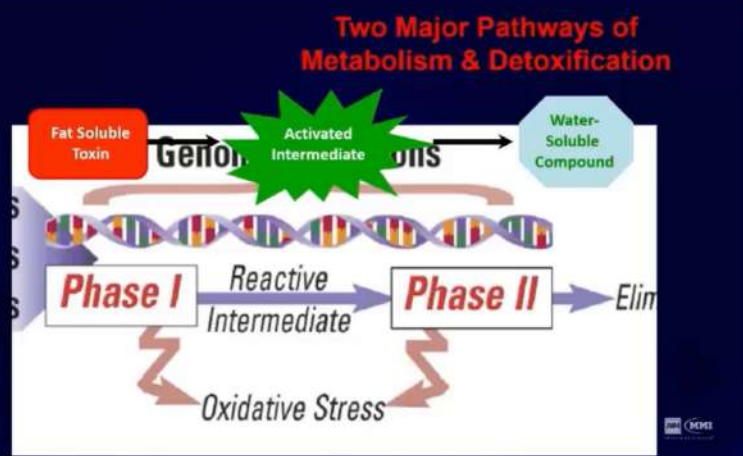 Two Major Pathways of
Metabolism & Detoxification
Fat Soluble
Toxin
Activated
Intermediate
Water-
Soluble
Compound
Phase I
Reactive
Intermediate
Phase II
Oxidative Stress
MMI